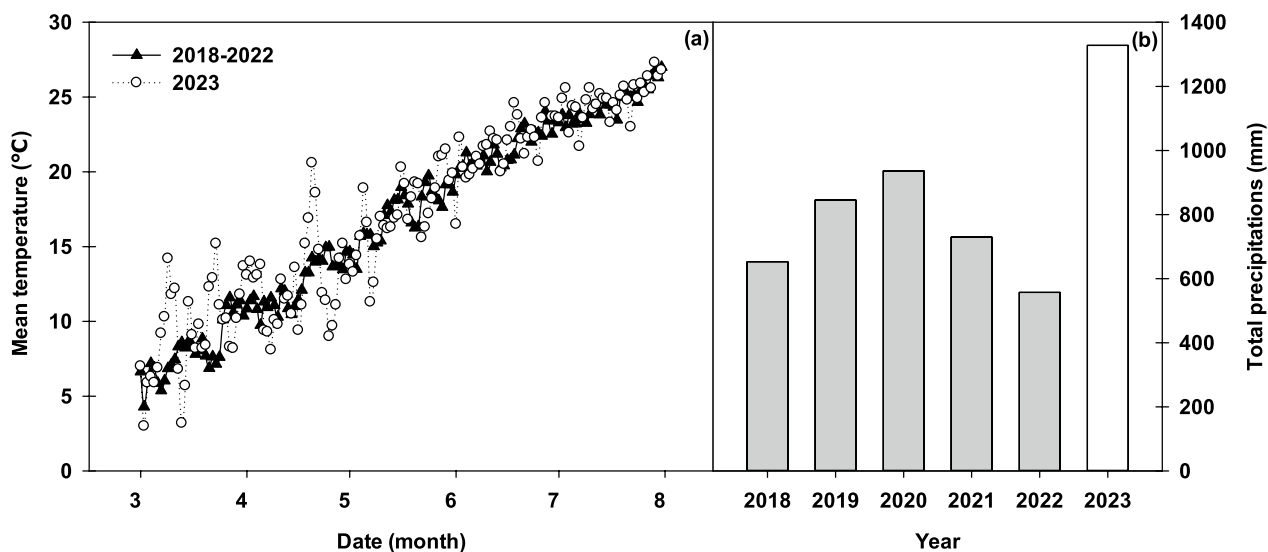 30
25
20
15
10
5
0
Mean temperature (°C)
2018-2022
2023
(a)
3 4 5 6 7 8
Date (month)
(b)
1400
1200
1000
800
600
400
200
0
Total precipitations (mm)
2018 2019 2020 2021 2022 2023
Year